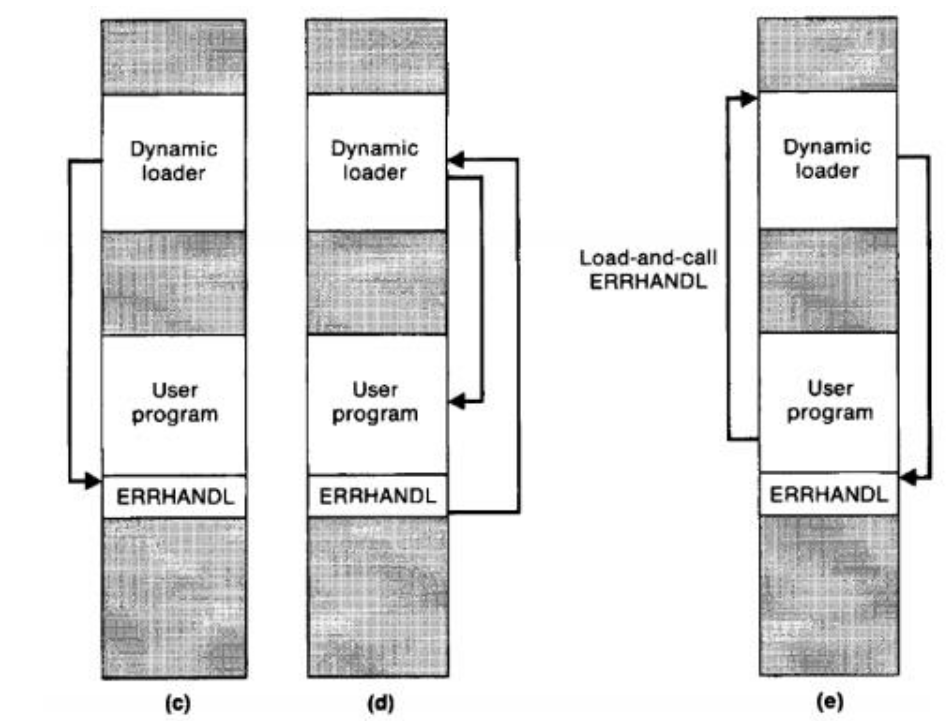 Dynamic
loader
User
program
ERRHANDL
(c)
Dynamic
loader
User
program
ERRHANDL
(d)
Load-and-call
ERRHANDL
Dynamic
loader
User
program
ERRHANDL
(e)